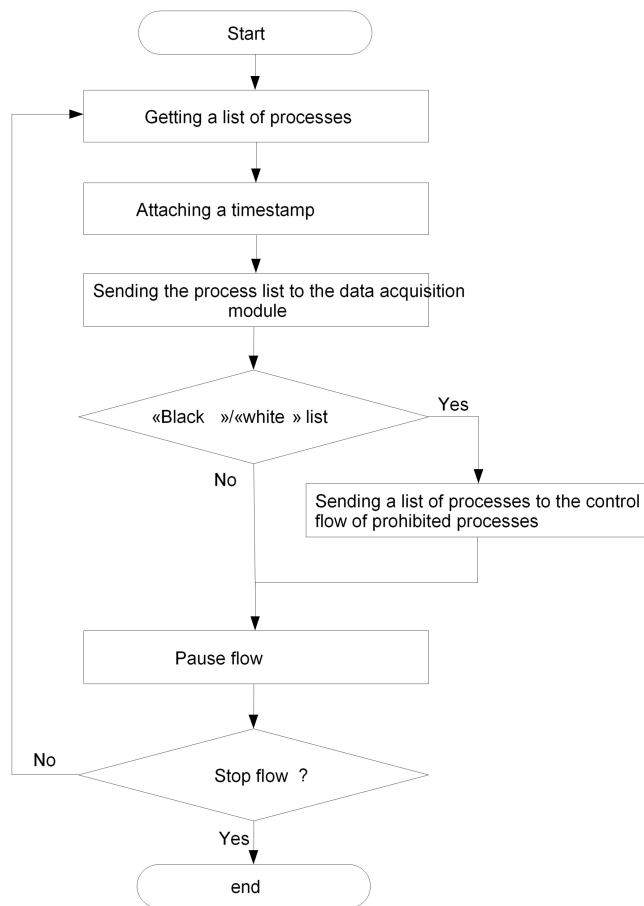 Start
Getting a list of processes
Attaching a timestamp
Sending the process list to the data acquisition
module
«Black »/«white » list
Yes
No
Sending a list of processes to the control
flow of prohibited processes
Pause flow
Stop flow ?
No
Yes
end